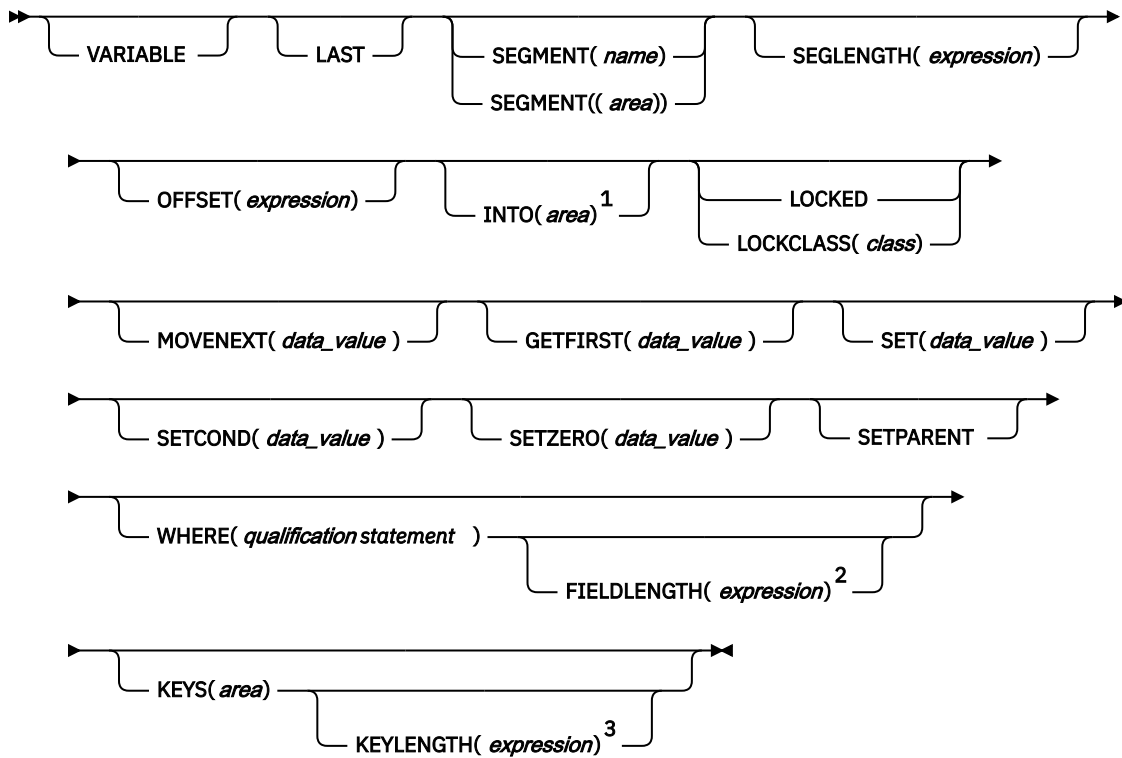 VARIABLE LAST SEGMENT( name) SEGLENGTH( expression)
SEGMENT(( area))
OFFSET( expression) INTO( area) 1 LOCKED
LOCKCLASS( class)
MOVENEXT( data_value ) GETFIRST( data_value ) SET( data_value )
SETCOND( data_value ) SETZERO( data_value ) SETPARENT
WHERE( qualification statement )
FIELDLENGTH( expression) 2
KEYS( area)
KEYLENGTH( expression) 3